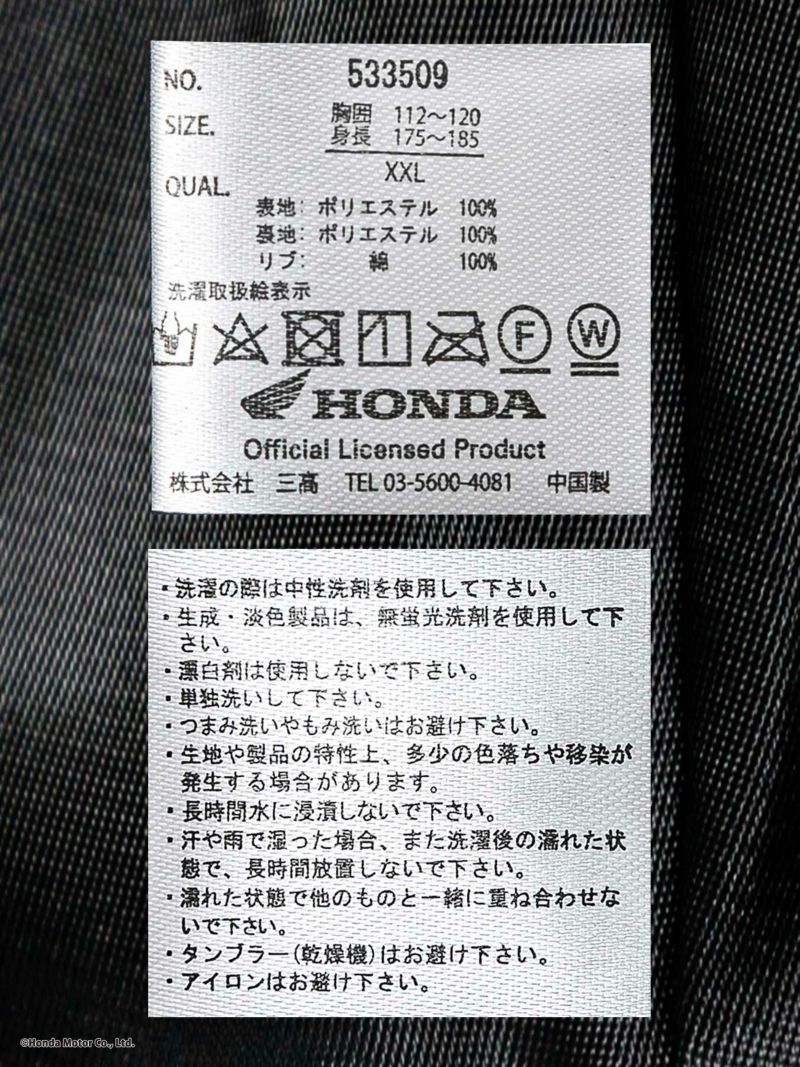 NO. 533509
SIZE. 胸囲 112～120
身長 175～185
XXL
QUAL.
表地: ポリエステル 100%
裏地: ポリエステル 100%
リブ: 綿 100%
洗濯取扱絵表示
F W
HONDA
Official Licensed Product
株式会社 三高 TEL 03-5600-4081 中国製
・洗濯の際は中性洗剤を使用して下さい。
・生成・淡色製品は、無蛍光洗剤を使用して下
さい。
・漂白剤は使用しないで下さい。
・単独洗いして下さい。
・つまみ洗いやもみ洗いはお避け下さい。
・生地や製品の特性上、多少の色落ちや移染が
発生する場合があります。
・長時間水に浸漬しないで下さい。
・汗や雨で湿った場合、また洗濯後の濡れた状
態で、長時間放置しないで下さい。
・濡れた状態で他のものと一緒に重ね合わせな
いで下さい。
・タンブラー(乾燥機)はお避け下さい。
・アイロンはお避け下さい。
©Honda Motor Co., Ltd.